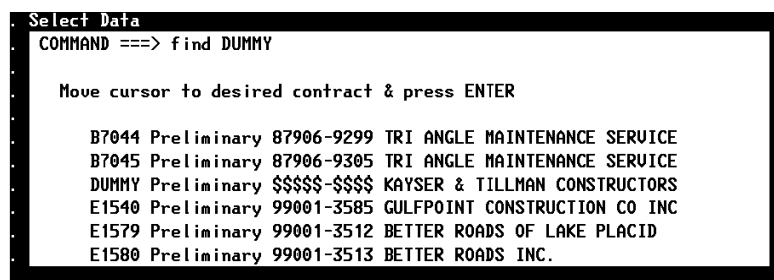 Select Data
COMMAND ===> find DUMMY
Move cursor to desired contract & press ENTER
B7044 Preliminary 87906-9299 TRI ANGLE MAINTENANCE SERVICE
B7045 Preliminary 87906-9305 TRI ANGLE MAINTENANCE SERVICE
DUMMY Preliminary $$$$$-$$$$ KAYSER & TILLMAN CONSTRUCTORS
E1540 Preliminary 99001-3585 GULFPOINT CONSTRUCTION CO INC
E1579 Preliminary 99001-3512 BETTER ROADS OF LAKE PLACID
E1580 Preliminary 99001-3513 BETTER ROADS INC.